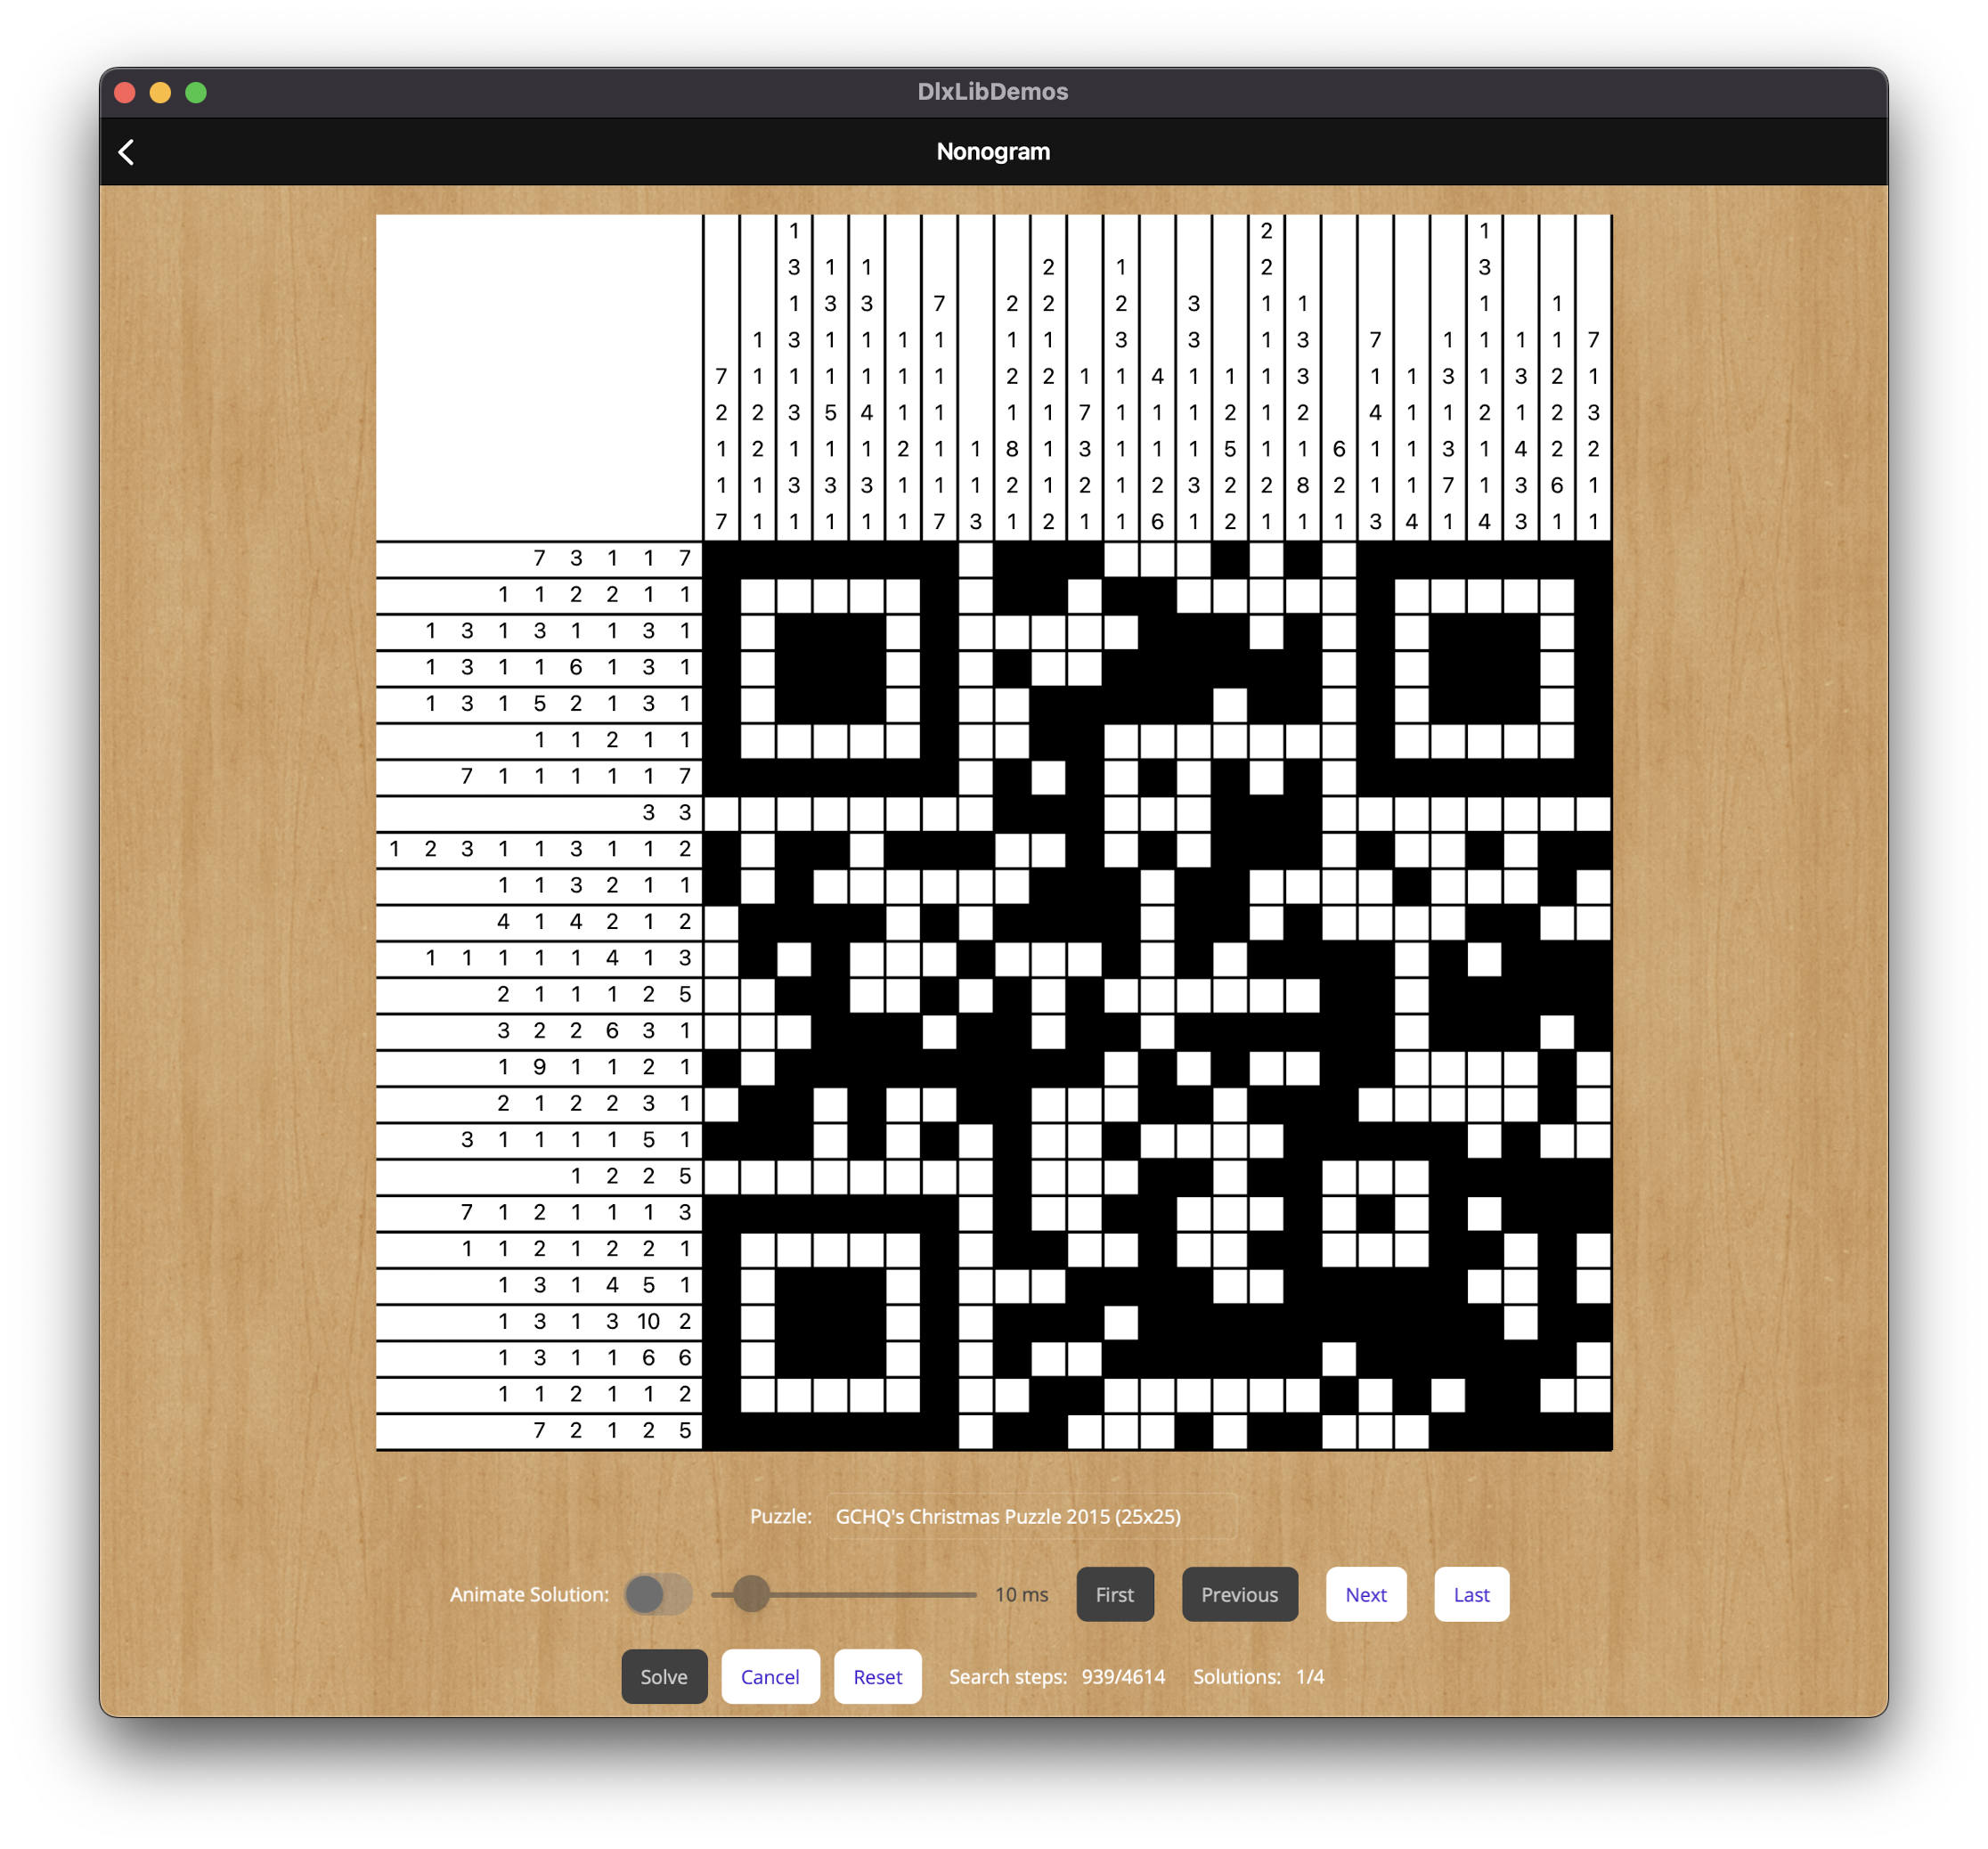 DlxLibDemos
Nonogram
1 2 1
3 1 1 2 1 2 3
1 3 3 7 2 2 2 3 1 1 1 1
1 3 1 1 1 1 1 1 3 3 1 3 7 1 1 1 1 7
7 1 1 1 1 1 1 2 2 1 1 4 1 1 1 3 1 1 3 1 3 2 1
2 2 3 5 4 1 1 1 1 7 1 1 1 2 1 2 4 1 1 2 1 2 3
1 2 1 1 1 2 1 1 8 1 3 1 1 1 5 1 1 6 1 1 3 1 4 2 2
1 1 3 3 3 1 1 1 2 1 2 1 2 3 2 2 8 2 1 1 7 1 3 6 1
7 1 1 1 1 1 7 3 1 2 1 1 6 1 2 1 1 1 3 4 1 4 3 1 1
7 3 1 1 7
1 1 2 2 1 1
1 3 1 3 1 1 3 1
1 3 1 1 6 1 3 1
1 3 1 5 2 1 3 1
1 1 2 1 1
7 1 1 1 1 1 7
3 3
1 2 3 1 1 3 1 1 2
1 1 3 2 1 1
4 1 4 2 1 2
1 1 1 1 1 4 1 3
2 1 1 1 2 5
3 2 2 6 3 1
1 9 1 1 2 1
2 1 2 2 3 1
3 1 1 1 1 5 1
1 2 2 5
7 1 2 1 1 1 3
1 1 2 1 2 2 1
1 3 1 4 5 1
1 3 1 3 10 2
1 3 1 1 6 6
1 1 2 1 1 2
7 2 1 2 5
Puzzle: GCHQ's Christmas Puzzle 2015 (25x25)
Animate Solution: 10 ms First Previous Next Last
Solve Cancel Reset Search steps: 939/4614 Solutions: 1/4